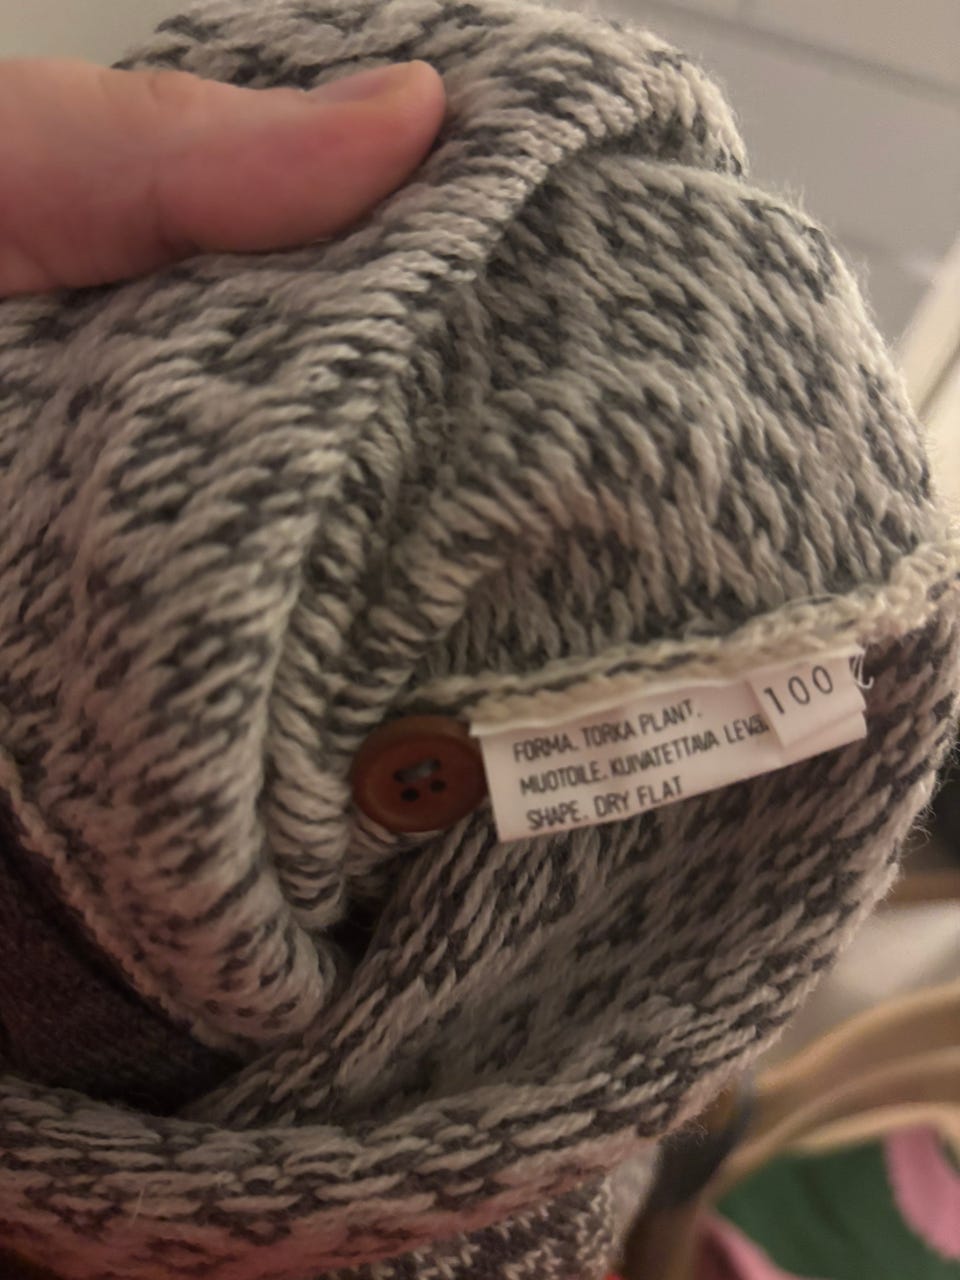 FORMA. TORKA PLANT.
MUOTOILE. KUIVATETTAVA
SHAPE. DRY FLAT
100